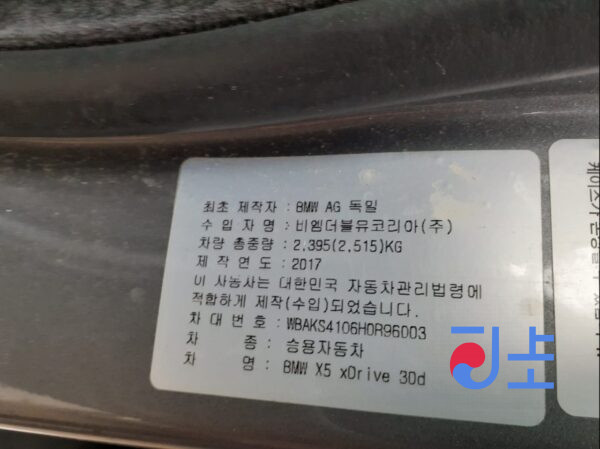 최초 제작자 : BMW AG 독일
수 입 자 명 : 비엠더블유코리아(주)
차량 총중량 : 2,395(2,515)KG
제 작 연 도 : 2017
이 자동차는 대한민국 자동차관리법령에
적합하게 제작(수입)되었습니다.
차 대 번 호 : WBAKS4106H0R96003
차 종 : 승용자동차
차 명 : BMW X5 xDrive 30d